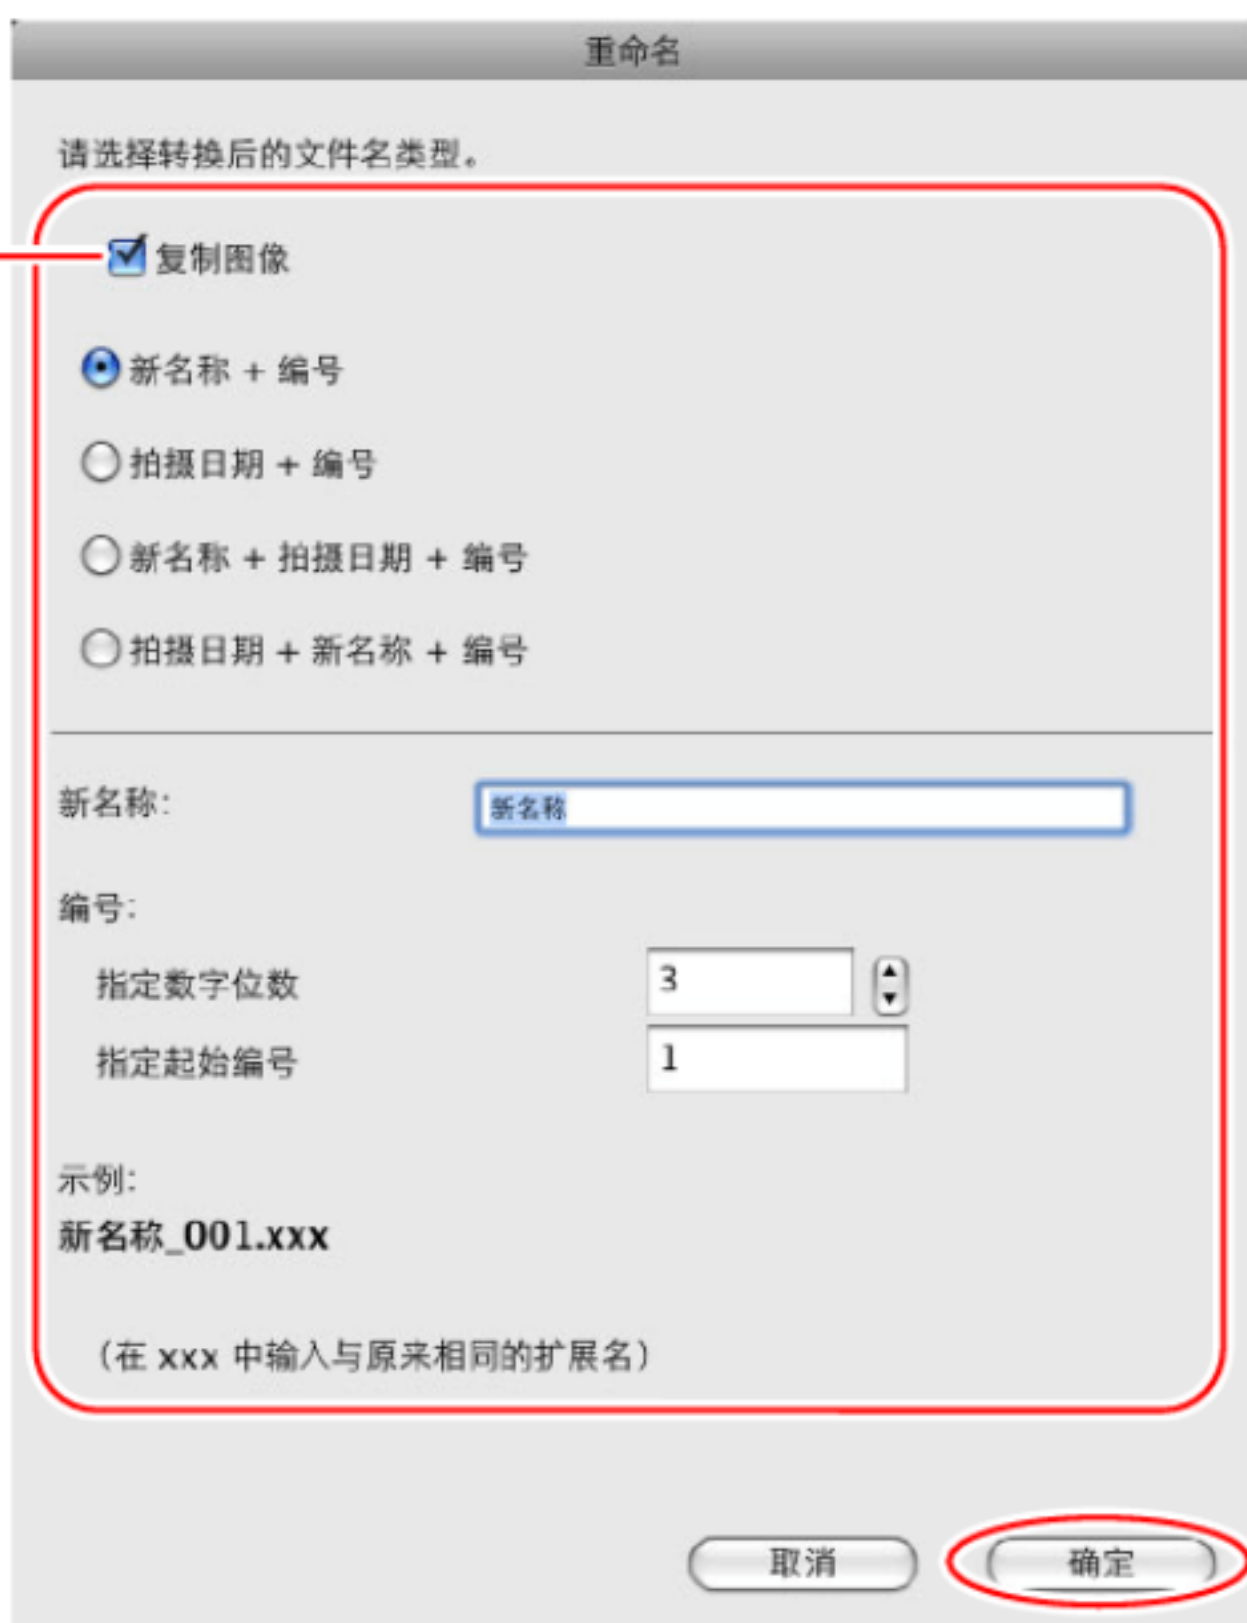 重命名
请选择转换后的文件名类型。
复制图像
新名称 + 编号
拍摄日期 + 编号
新名称 + 拍摄日期 + 编号
拍摄日期 + 新名称 + 编号
新名称: 新名称
编号:
指定数字位数 3
指定起始编号 1
示例:
新名称_001.xxx
（在 xxx 中输入与原来相同的扩展名）
取消 确定